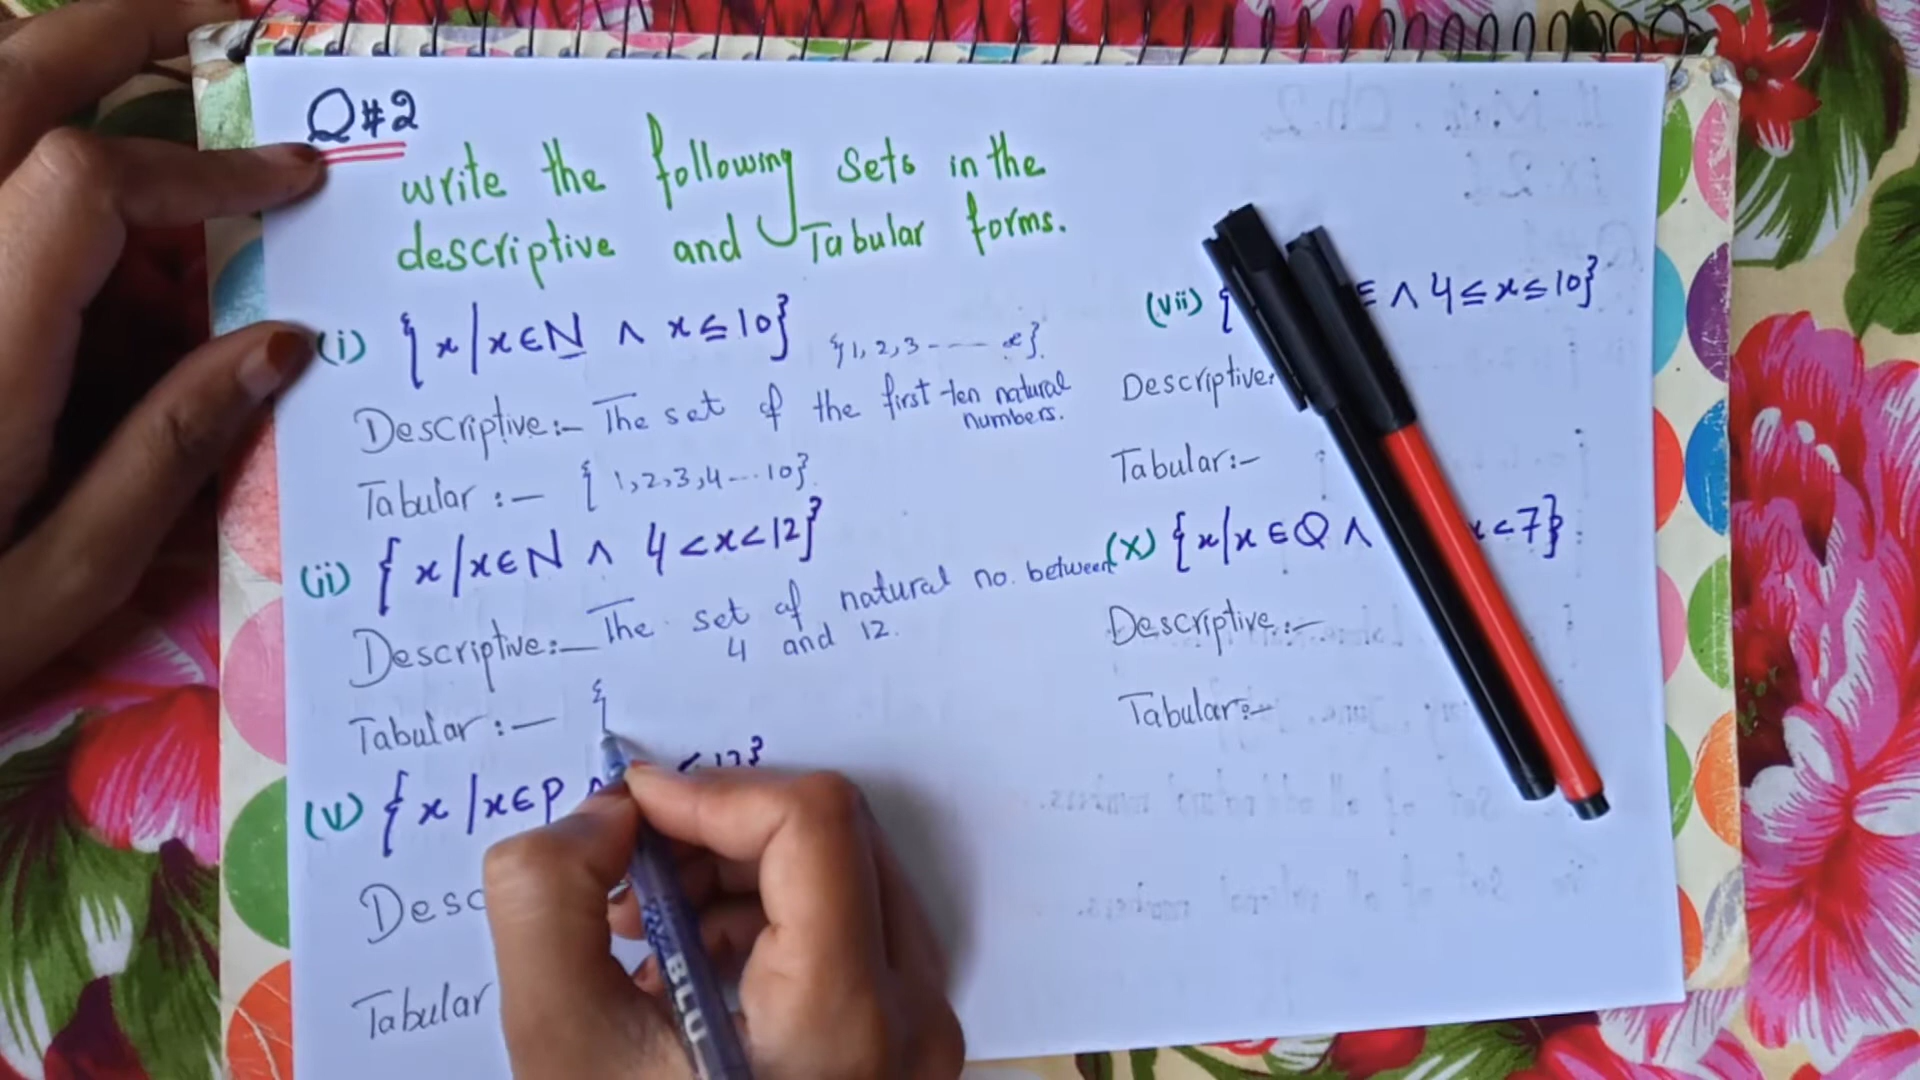 Q#2
write the following sets in the
descriptive and Tabular forms.
(i) {x/x∈N ∧ x≤10} {1,2,3------∞}.
Descriptive:- The set of the first ten natural
numbers.
Tabular:- {1,2,3,4---10}.
(ii) {x/x∈N ∧ 4<x<12}
Descriptive:- The set of natural no. between
4 and 12.
Tabular:- {
(v) {x/x∈P ∧ <12}
Desc
Tabular
(vii) { E ∧ 4≤x≤10}
Descriptive:
Tabular:-
(x) {x/x∈Q ∧ x<7}
Descriptive:-
Tabular:-
BLU